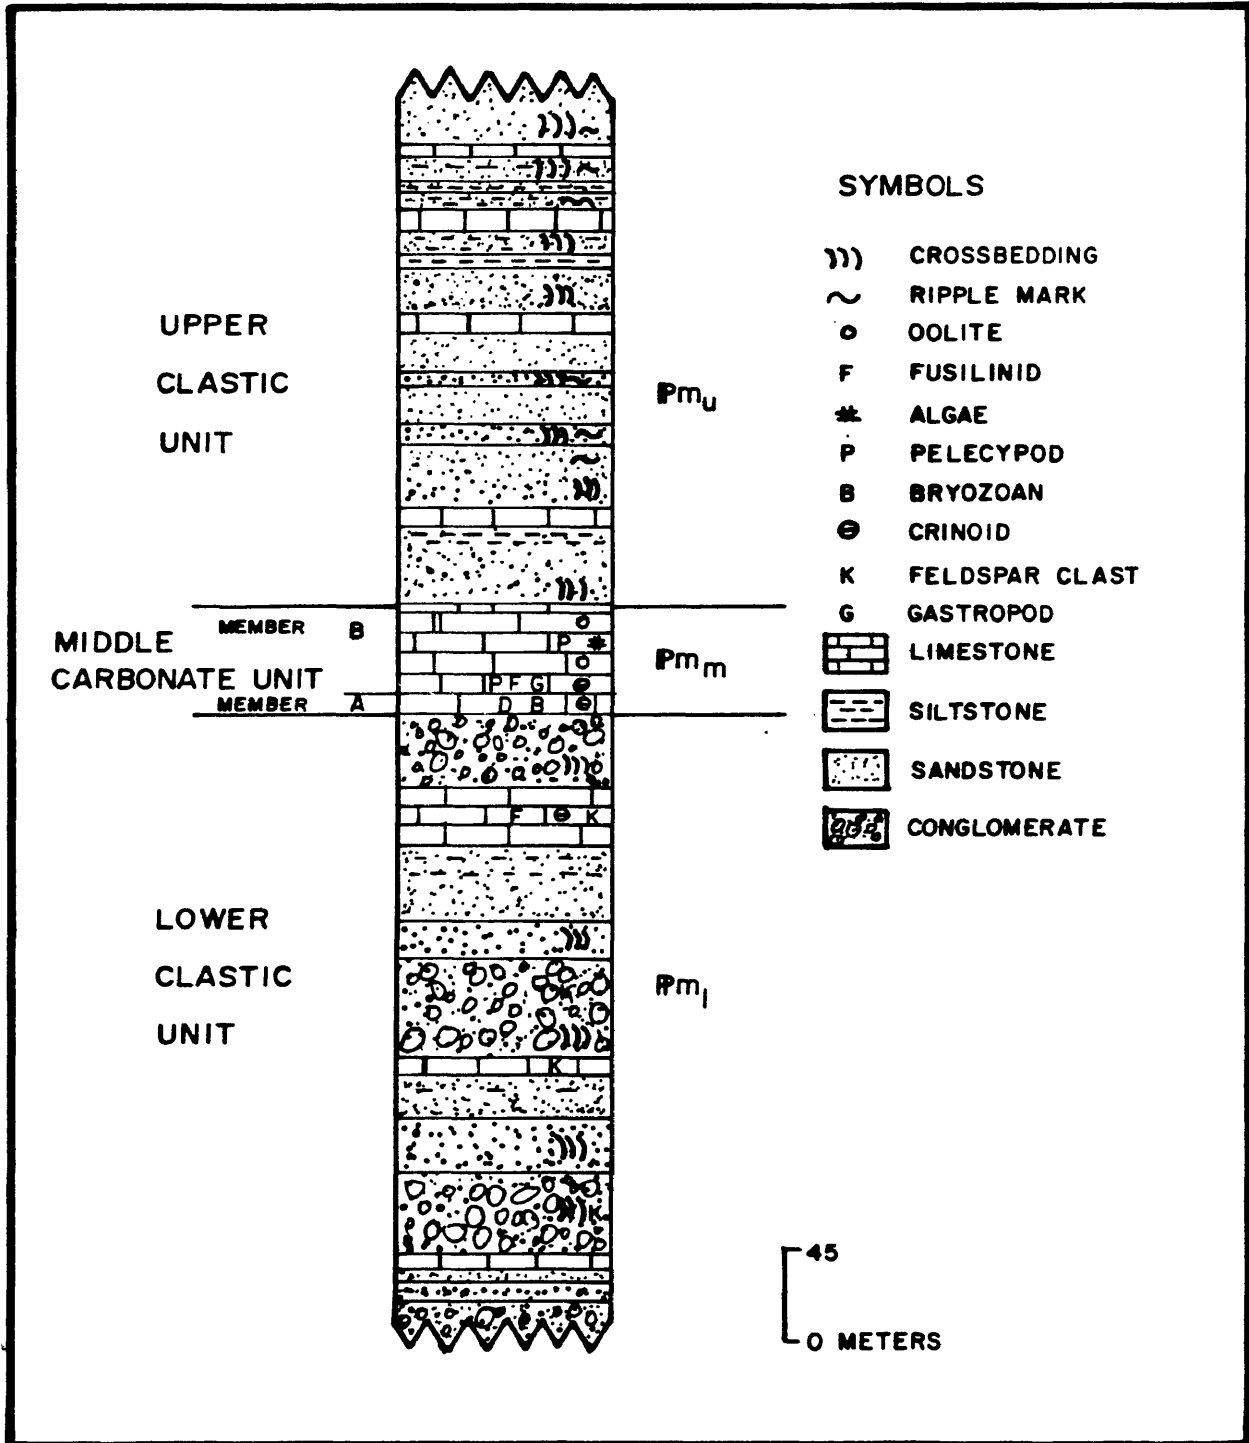 SYMBOLS
CROSSBEDDING
RIPPLE MARK
OOLITE
F FUSILINID
ALGAE
P PELECYPOD
B BRYOZOAN
CRINOID
K FELDSPAR CLAST
G GASTROPOD
LIMESTONE
SILTSTONE
SANDSTONE
CONGLOMERATE
UPPER
CLASTIC
UNIT
ℙmu
MEMBER B
MIDDLE
CARBONATE UNIT
MEMBER A
P
P F G
D B
ℙmm
F K
LOWER
CLASTIC
UNIT
ℙml
K
K
45
0 METERS